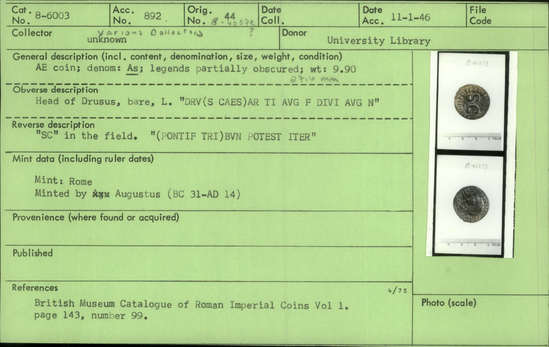 Cat. No. 8-6003 Acc. No. 892 Orig. No. 44 Date Coll. Date Acc. 11-1-46 File Code
Collector Various Collectors ? unknown Donor University Library
General description (incl. content, denomination, size, weight, condition)
AE coin; denom: As; legends partially obscured; wt: 9.90
Obverse description
Head of Drusus, bare, L. "DRV(S CAES)AR TI AVG F DIVI AVG N"
Reverse description
"SC" in the field. "(PONTIF TRI)BVN POTEST ITER"
Mint data (including ruler dates)
Mint: Rome
Minted by Augustus (BC 31-AD 14)
Provenience (where found or acquired)
Published
References 6/75
British Museum Catalogue of Roman Imperial Coins Vol 1.
page 143, number 99.
Photo (scale)